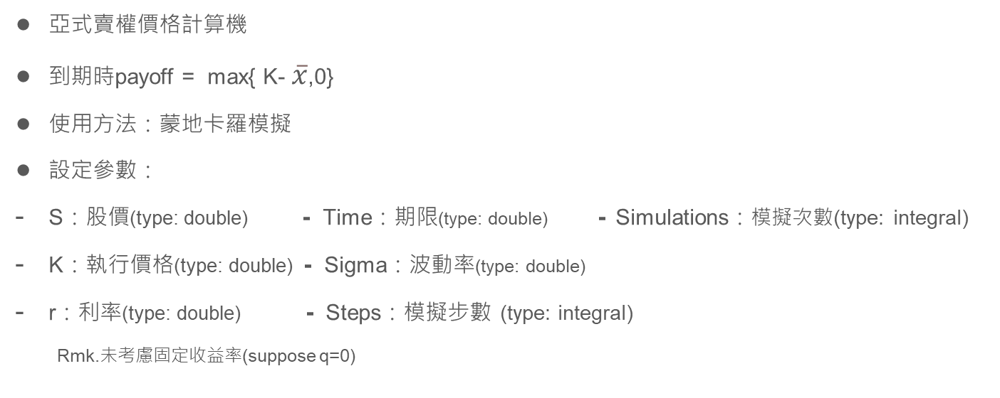 ● 亞式賣權價格計算機
● 到期時payoff = max{ K- x̄,0}
● 使用方法：蒙地卡羅模擬
● 設定參數：
- S：股價(type: double) - Time：期限(type: double) - Simulations：模擬次數(type: integral)
- K：執行價格(type: double) - Sigma：波動率(type: double)
- r：利率(type: double) - Steps：模擬步數 (type: integral)
Rmk.未考慮固定收益率(suppose q=0)